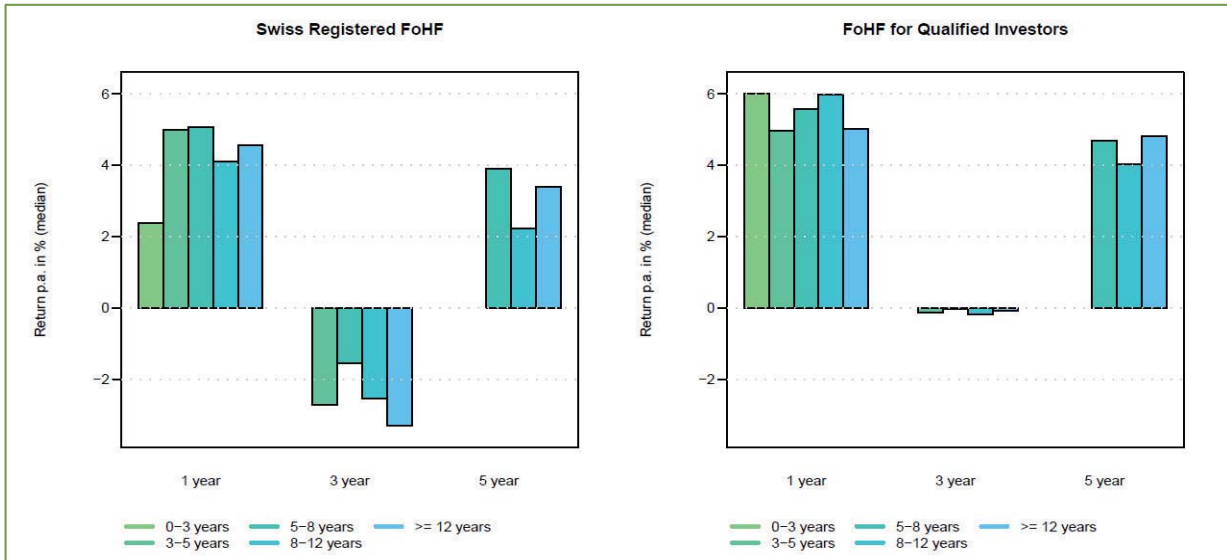 Swiss Registered FoHF
Return p.a. in % (median)
6
4
2
0
−2
1 year 3 year 5 year
0−3 years 5−8 years >= 12 years
3−5 years 8−12 years
FoHF for Qualified Investors
Return p.a. in % (median)
6
4
2
0
−2
1 year 3 year 5 year
0−3 years 5−8 years >= 12 years
3−5 years 8−12 years